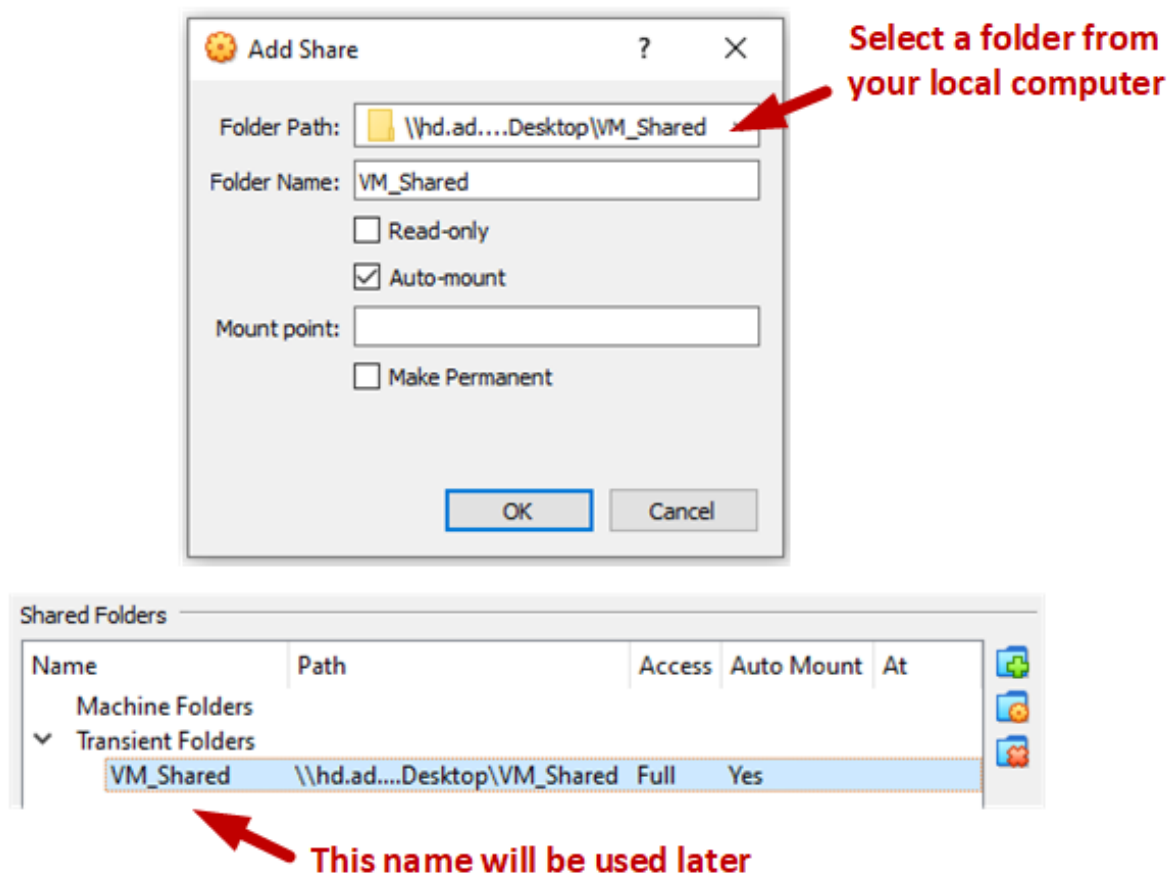 Add Share
Select a folder from
your local computer
Folder Path: \\hd.ad....Desktop\VM_Shared
Folder Name: VM_Shared
Read-only
Auto-mount
Mount point:
Make Permanent
OK Cancel
Shared Folders
Name Path Access Auto Mount At
Machine Folders
Transient Folders
VM_Shared \\hd.ad....Desktop\VM_Shared Full Yes
This name will be used later